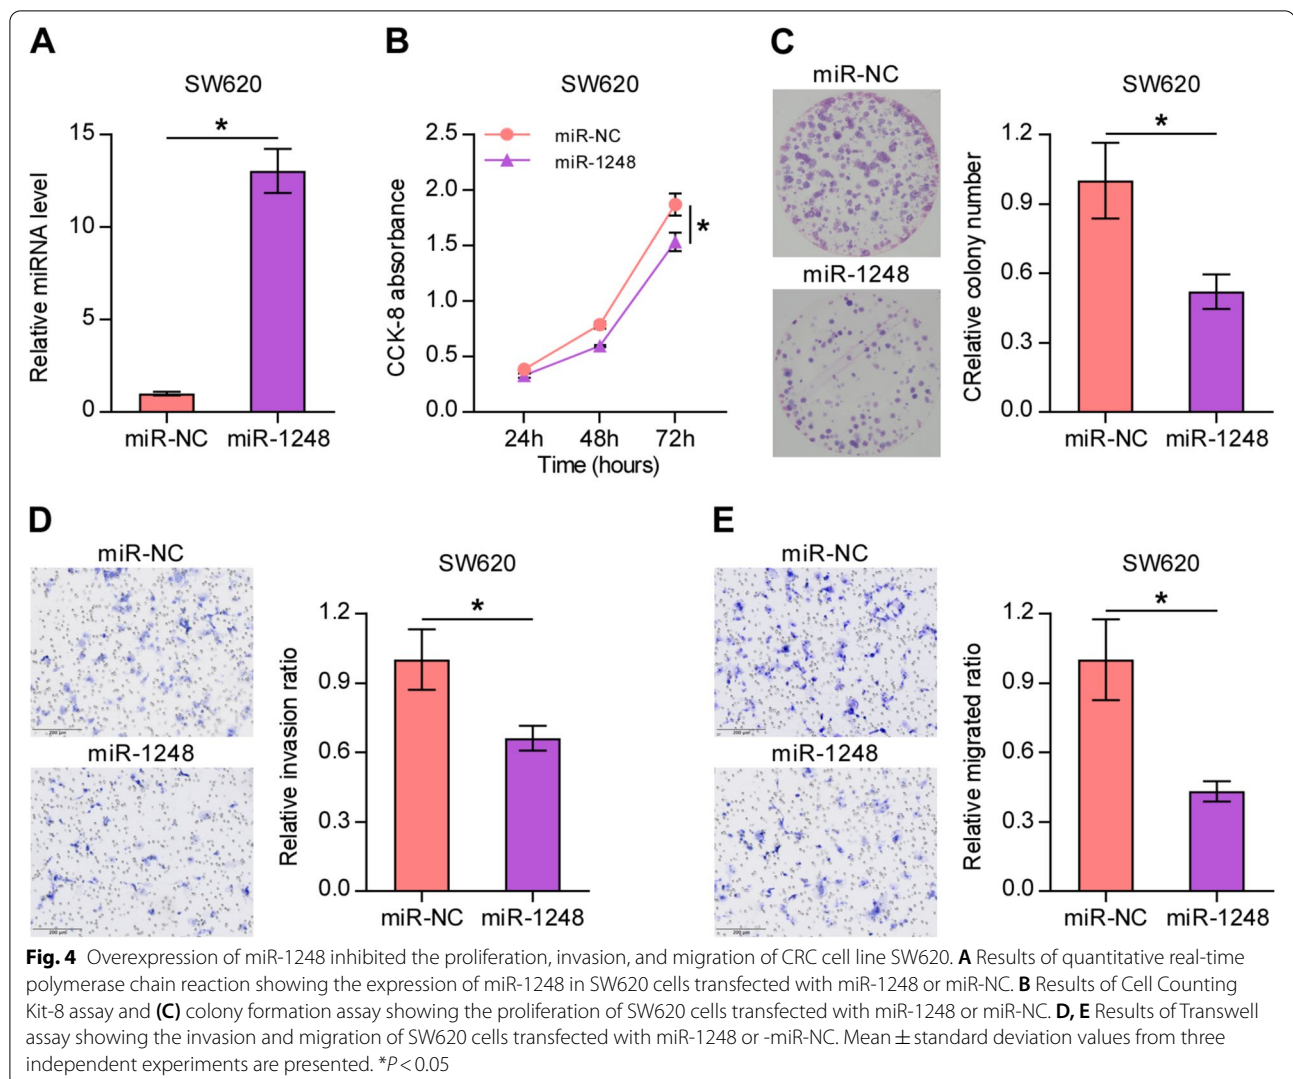 A
SW620
*
Relative miRNA level
15
10
5
0
miR-NC
miR-1248
B
SW620
miR-NC
miR-1248
CCK-8 absorbance
2.5
2.0
1.5
1.0
0.5
0.0
*
24h
48h
72h
Time (hours)
C
miR-NC
miR-1248
SW620
*
CRelative colony number
1.2
0.9
0.6
0.3
0.0
miR-NC
miR-1248
D
miR-NC
200 μm
miR-1248
200 μm
SW620
*
Relative invasion ratio
1.2
0.9
0.6
0.3
0.0
miR-NC
miR-1248
E
miR-NC
200 μm
miR-1248
200 μm
SW620
*
Relative migrated ratio
1.2
0.9
0.6
0.3
0.0
miR-NC
miR-1248
Fig. 4 Overexpression of miR-1248 inhibited the proliferation, invasion, and migration of CRC cell line SW620. A Results of quantitative real-time
polymerase chain reaction showing the expression of miR-1248 in SW620 cells transfected with miR-1248 or miR-NC. B Results of Cell Counting
Kit-8 assay and (C) colony formation assay showing the proliferation of SW620 cells transfected with miR-1248 or miR-NC. D, E Results of Transwell
assay showing the invasion and migration of SW620 cells transfected with miR-1248 or -miR-NC. Mean ± standard deviation values from three
independent experiments are presented. *P < 0.05